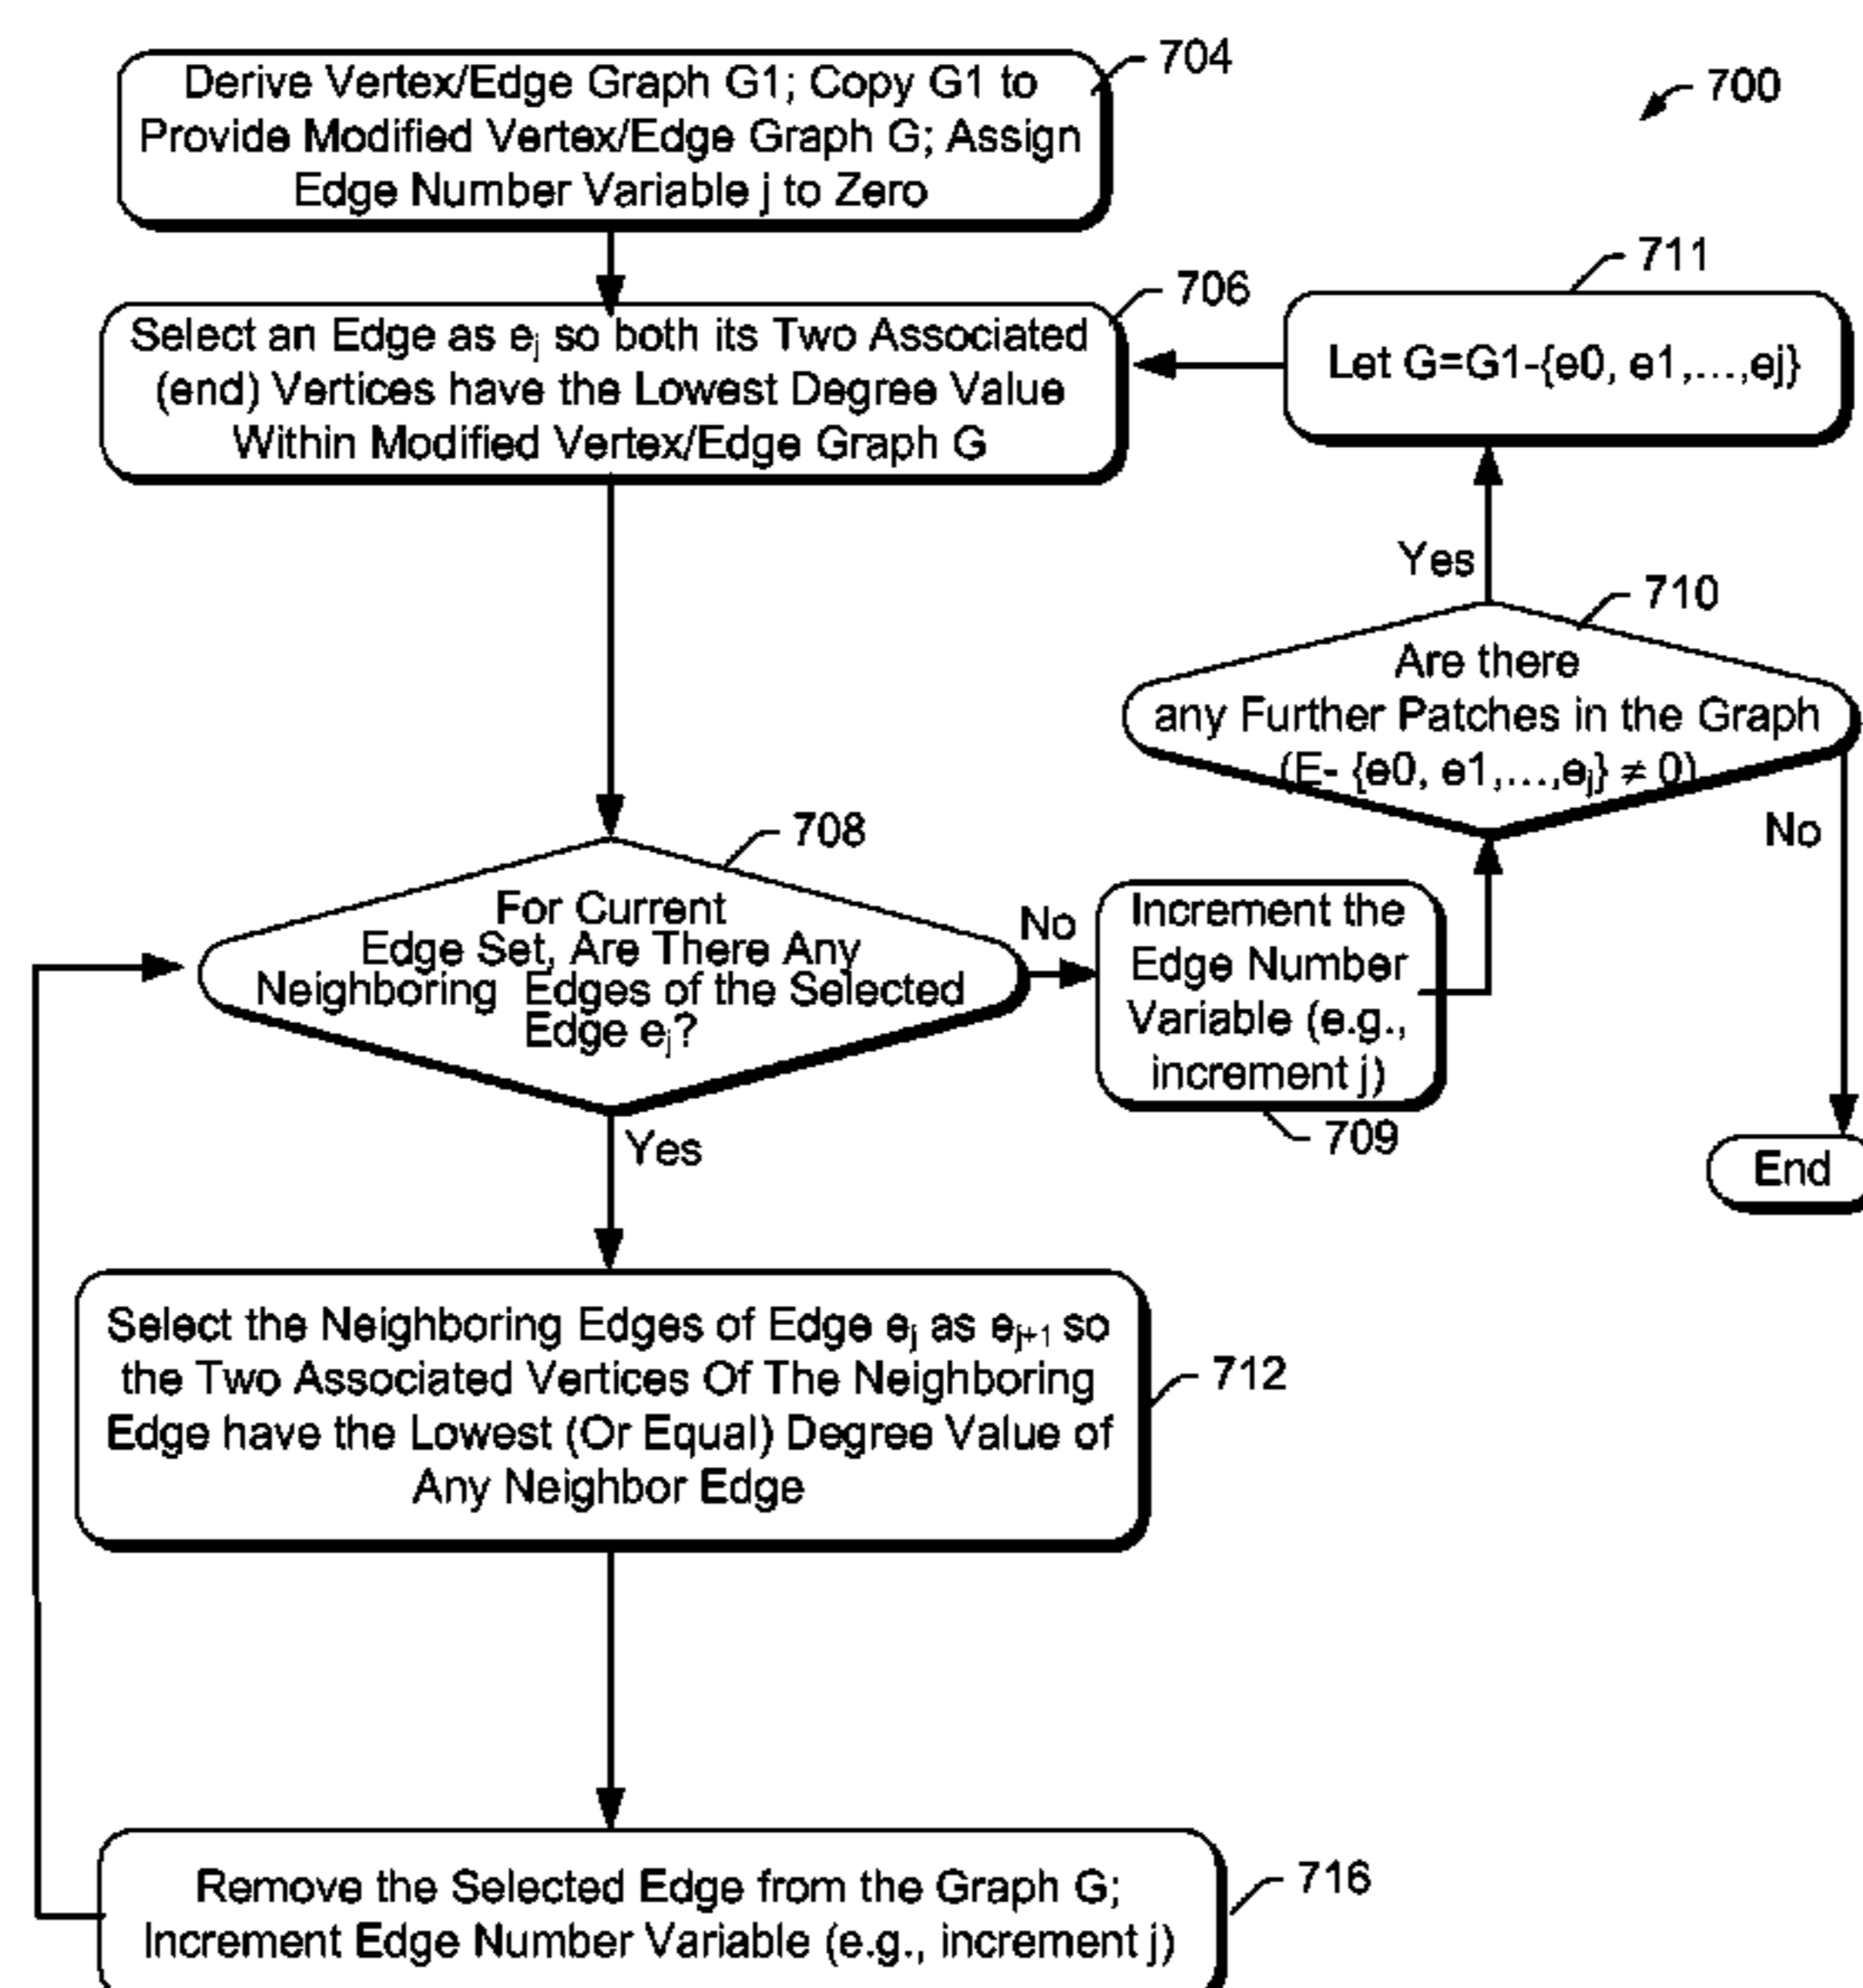 704
Derive Vertex/Edge Graph G1; Copy G1 to
Provide Modified Vertex/Edge Graph G; Assign
Edge Number Variable j to Zero
700
706
Select an Edge as ej so both its Two Associated
(end) Vertices have the Lowest Degree Value
Within Modified Vertex/Edge Graph G
711
Let G=G1-{e0, e1,...,ej}
Yes
710
Are there
any Further Patches in the Graph
(E- {e0, e1,...,ej} ≠ 0)
No
End
708
For Current
Edge Set, Are There Any
Neighboring Edges of the Selected
Edge ej?
No
Increment the
Edge Number
Variable (e.g.,
increment j)
709
Yes
Select the Neighboring Edges of Edge ej as ej+1 so
the Two Associated Vertices Of The Neighboring
Edge have the Lowest (Or Equal) Degree Value of
Any Neighbor Edge
712
Remove the Selected Edge from the Graph G;
Increment Edge Number Variable (e.g., increment j)
716